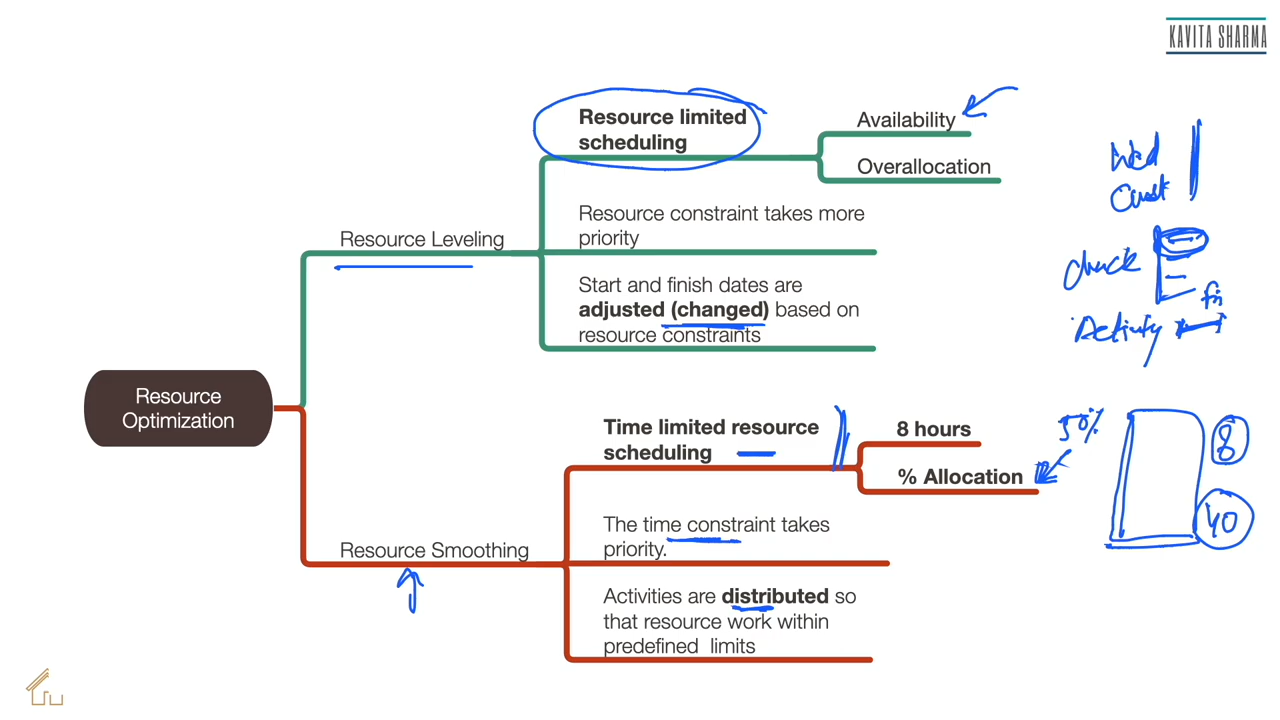 KAVITA SHARMA
Resource limited
scheduling
Availability
Overallocation
Resource constraint takes more
priority
Resource Leveling
Start and finish dates are
adjusted (changed) based on
resource constraints
Resource
Optimization
Time limited resource
scheduling
8 hours
% Allocation
The time constraint takes
priority.
Resource Smoothing
Activities are distributed so
that resource work within
predefined limits
check
Activity
50%
8
40